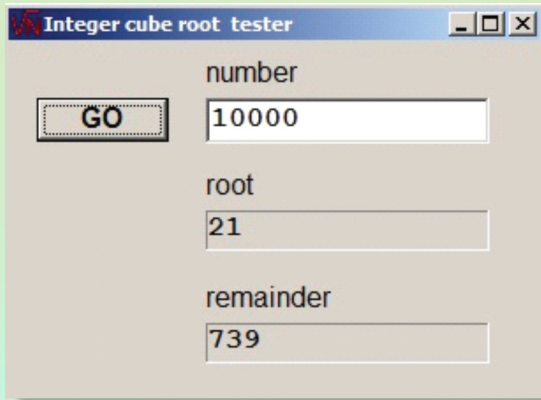 Integer cube root tester
number
GO
10000
root
21
remainder
739